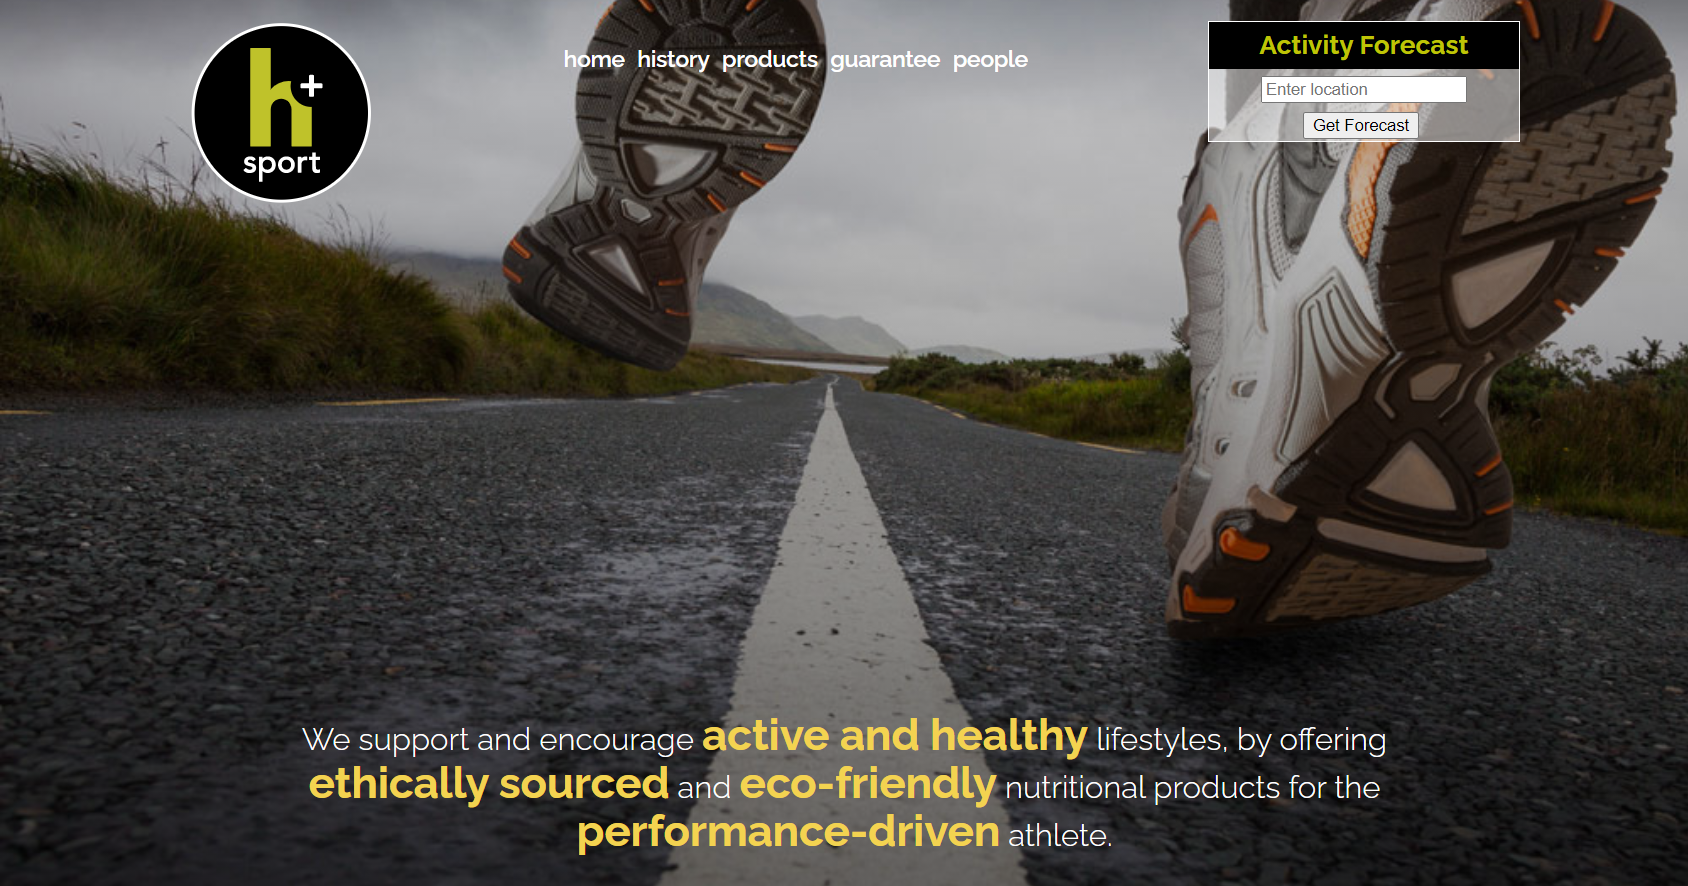 h+
sport
home history products guarantee people
Activity Forecast
Enter location
Get Forecast
We support and encourage active and healthy lifestyles, by offering
ethically sourced and eco-friendly nutritional products for the
performance-driven athlete.